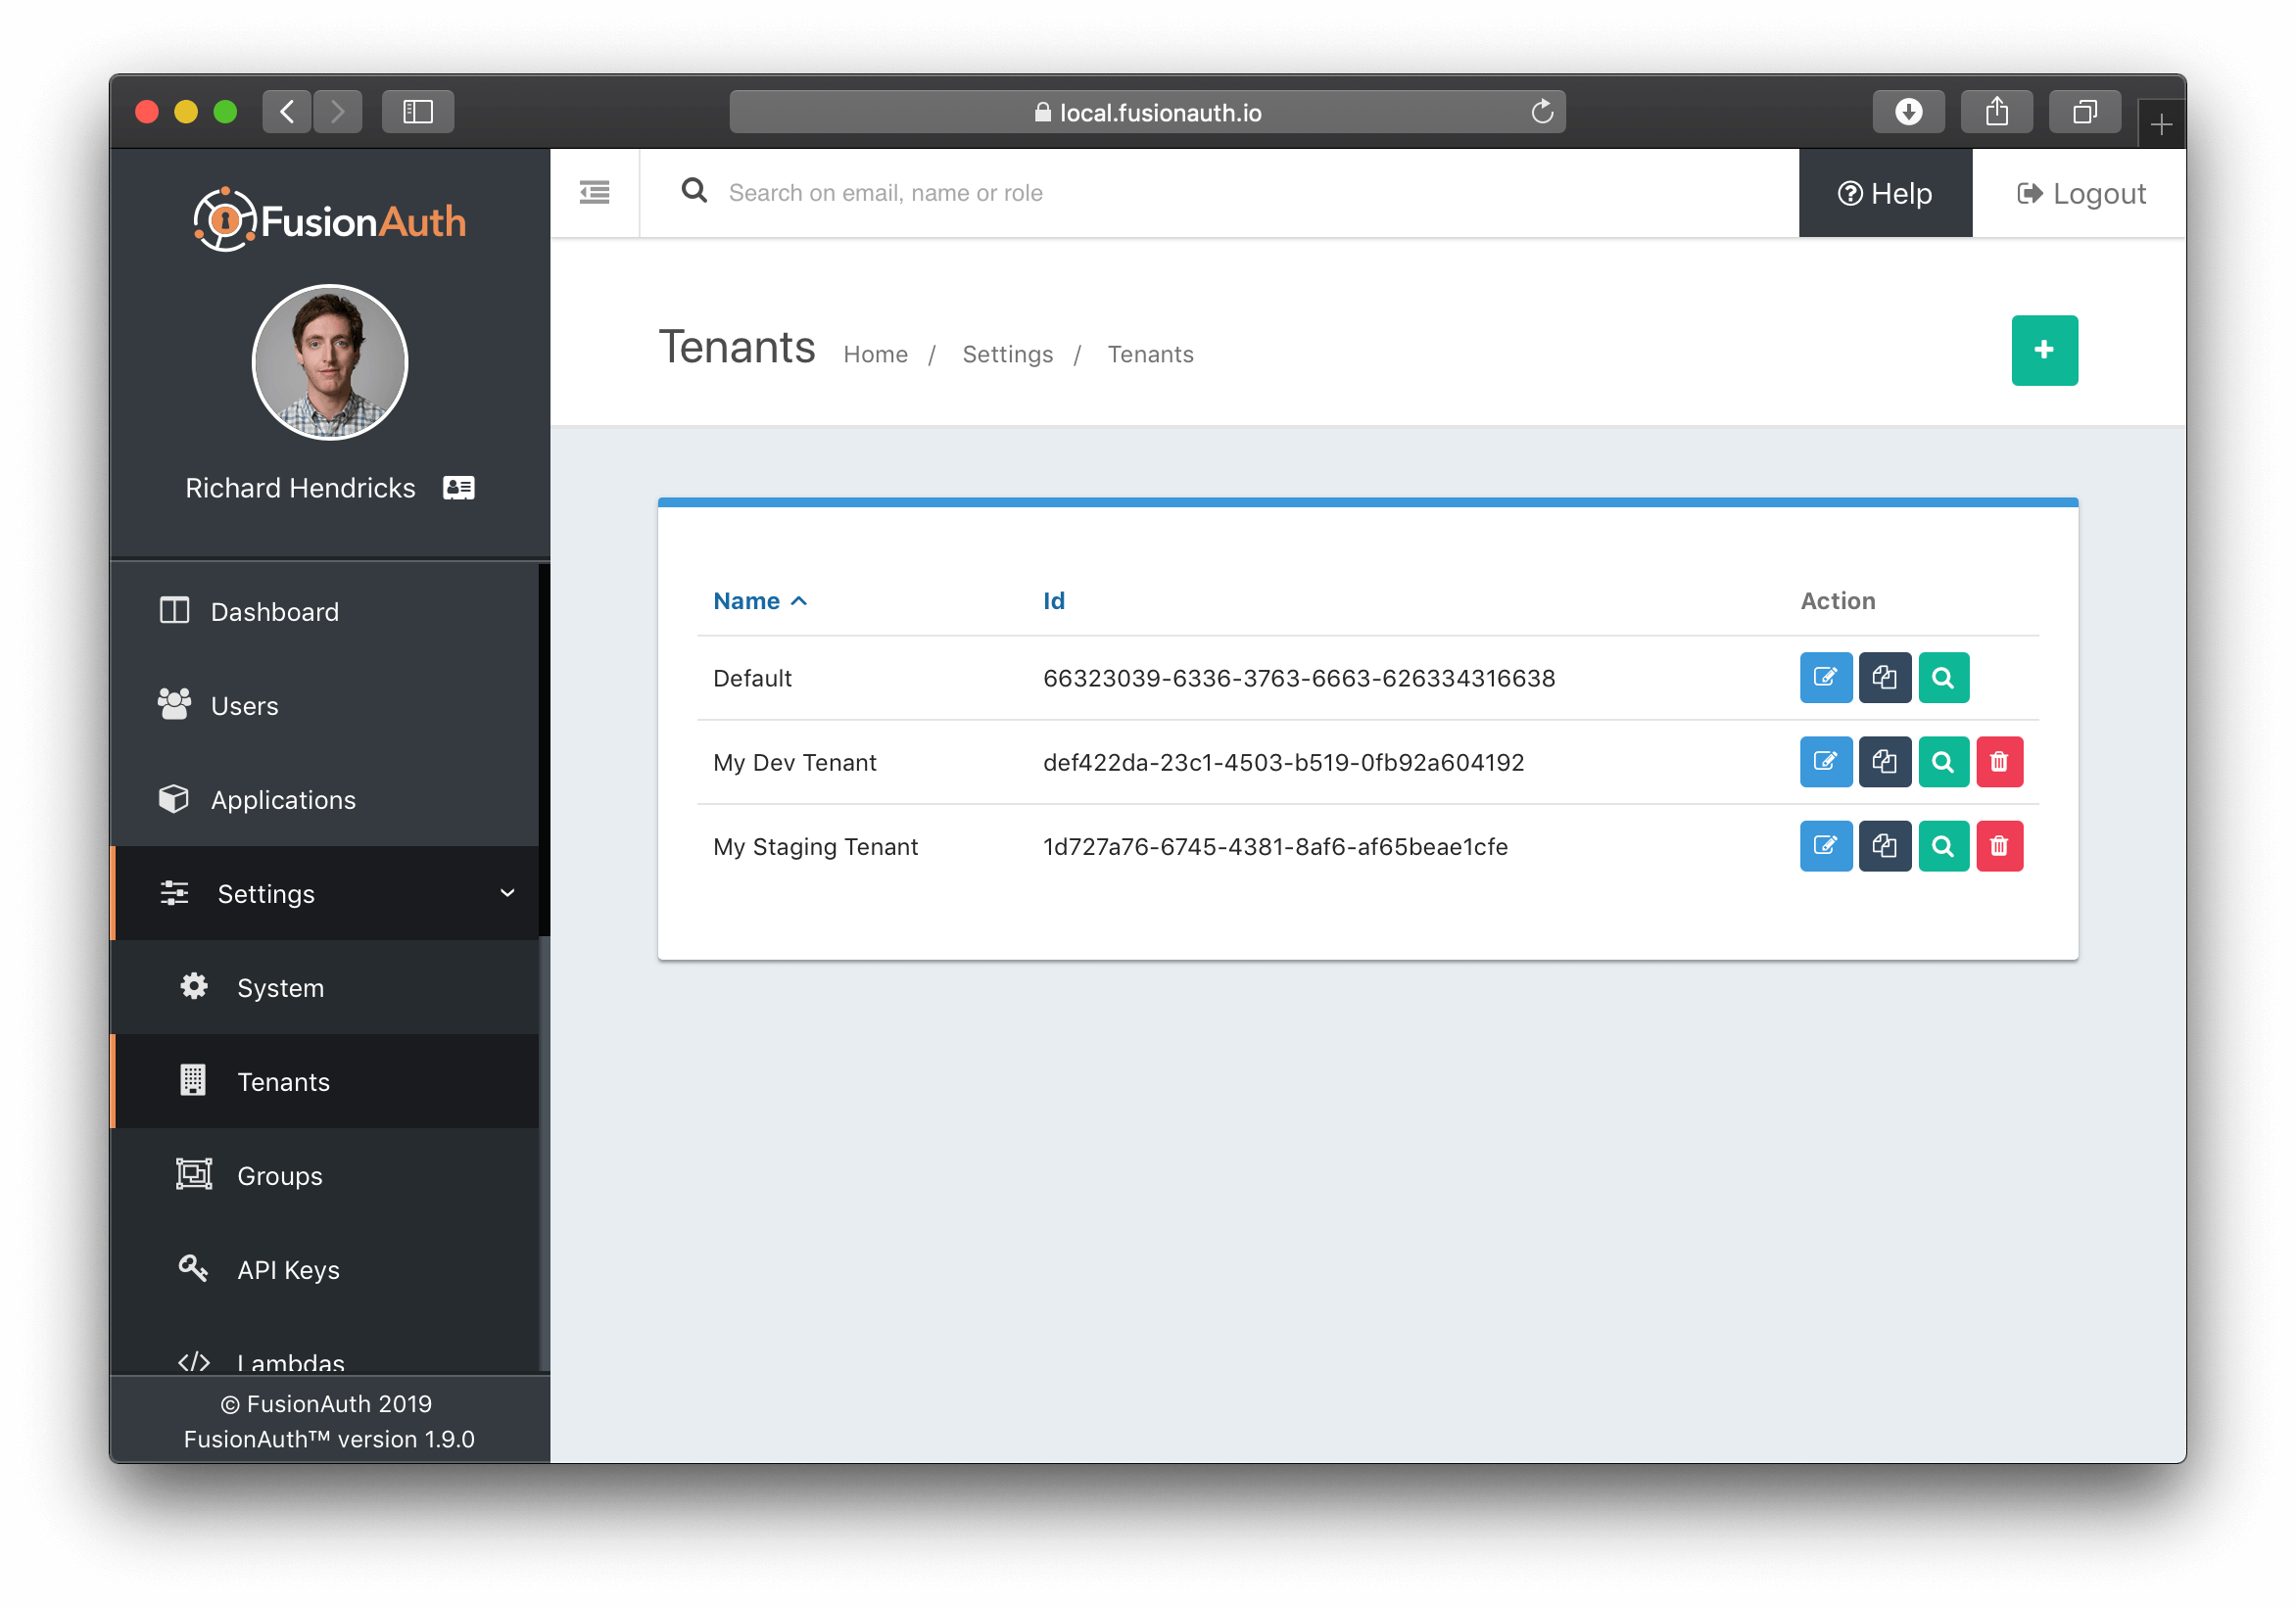 local.fusionauth.io
FusionAuth
Search on email, name or role
Help
Logout
Richard Hendricks
Tenants Home / Settings / Tenants
Dashboard
Users
Applications
Settings
System
Tenants
Groups
API Keys
Lambdas
© FusionAuth 2019
FusionAuth™ version 1.9.0
Name Id Action
Default 66323039-6336-3763-6663-626334316638
My Dev Tenant def422da-23c1-4503-b519-0fb92a604192
My Staging Tenant 1d727a76-6745-4381-8af6-af65beae1cfe